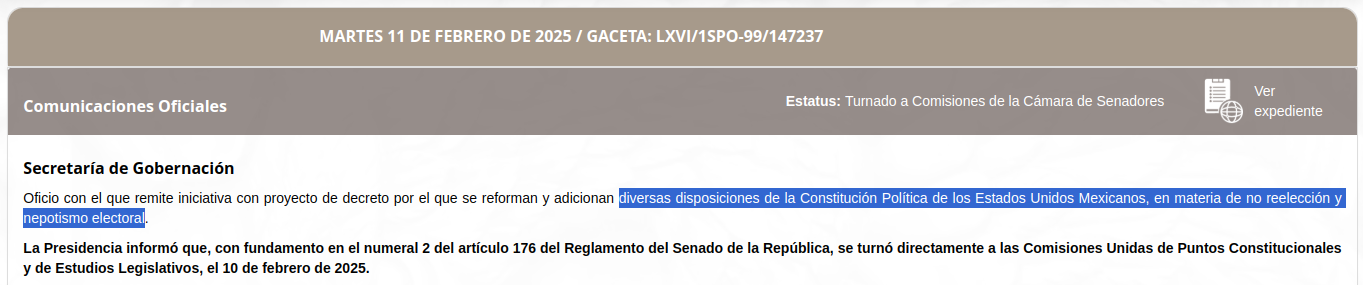 MARTES 11 DE FEBRERO DE 2025 / GACETA: LXVI/1SPO-99/147237
Comunicaciones Oficiales
Estatus: Turnado a Comisiones de la Cámara de Senadores
Ver
expediente
Secretaría de Gobernación
Oficio con el que remite iniciativa con proyecto de decreto por el que se reforman y adicionan diversas disposiciones de la Constitución Política de los Estados Unidos Mexicanos, en materia de no reelección y
nepotismo electoral.
La Presidencia informó que, con fundamento en el numeral 2 del artículo 176 del Reglamento del Senado de la República, se turnó directamente a las Comisiones Unidas de Puntos Constitucionales
y de Estudios Legislativos, el 10 de febrero de 2025.